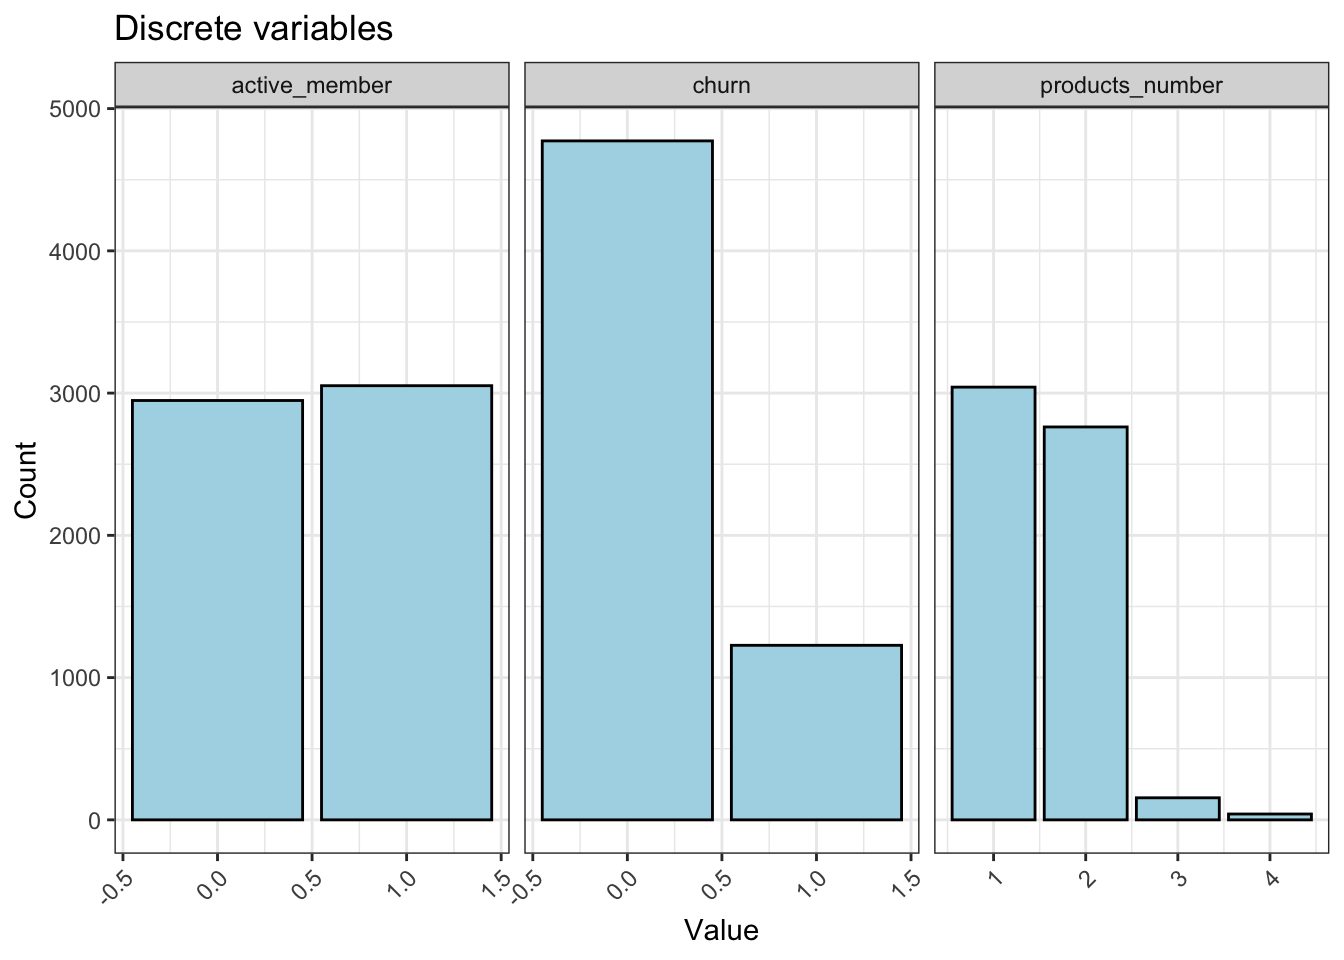 Discrete variables
active_member churn products_number
5000
4000
3000
2000
1000
0
Count
-0.5 0.0 0.5 1.0 1.5 -0.5 0.0 0.5 1.0 1.5 1 2 3 4
Value